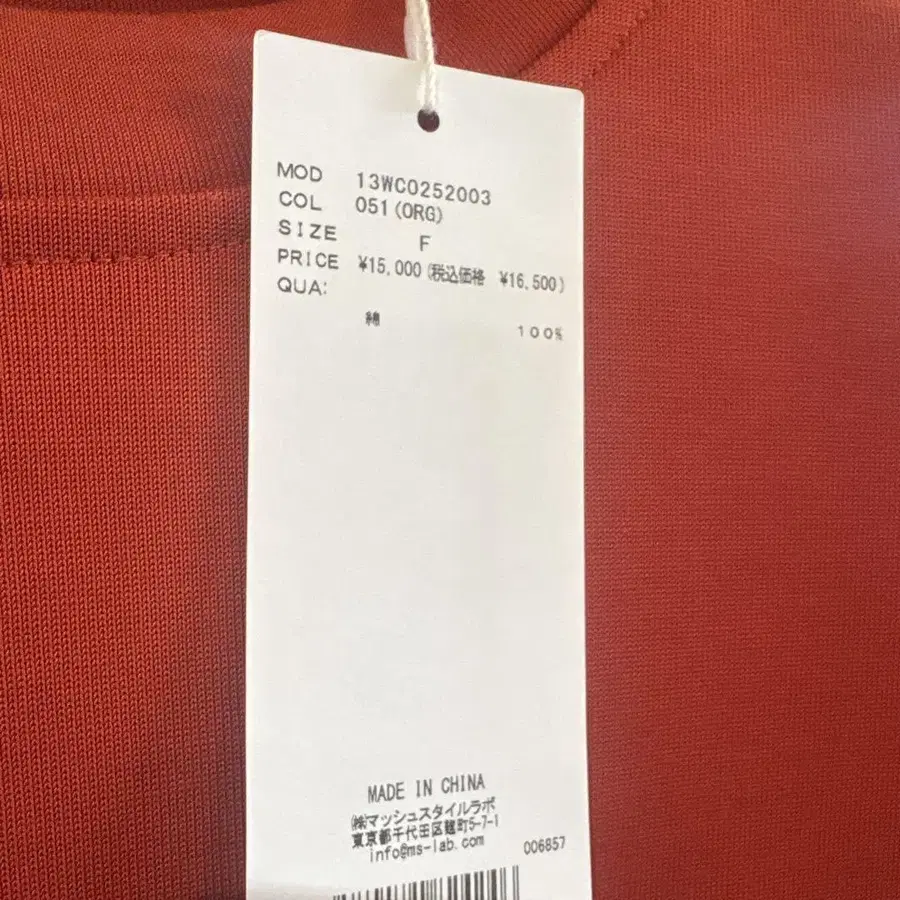 MOD 13WCO252003
COL 051(ORG)
SIZE F
PRICE ¥15,000(税込価格 ¥16,500)
QUA:
綿 100%
MADE IN CHINA
㈱マッシュスタイルラボ
東京都千代田区麹町5-7-1
info@ms-lab.com
006857